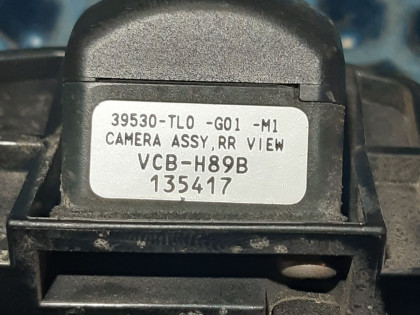 39530-TL0 -G01 -M1
CAMERA ASSY, RR VIEW
VCB-H89B
135417